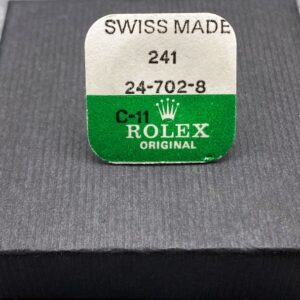 SWISS MADE
241
24-702-8
C-11
ROLEX
ORIGINAL